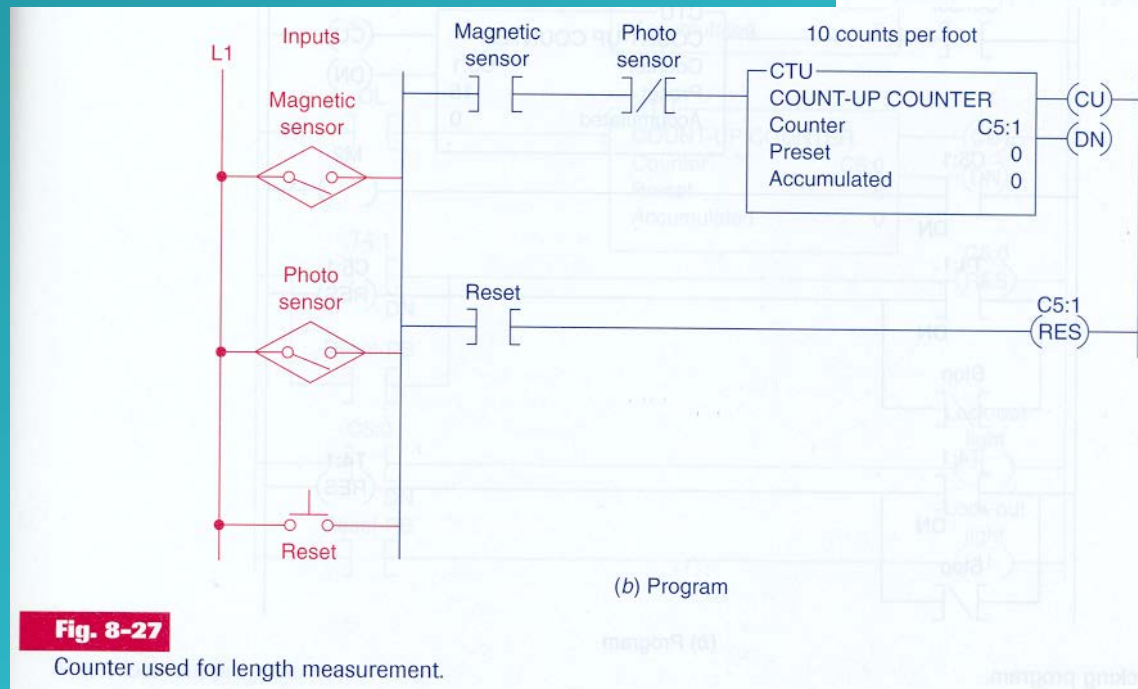 Inputs
L1
Magnetic
sensor
Photo
sensor
Reset
Magnetic
sensor
Photo
sensor
10 counts per foot
CTU
COUNT-UP COUNTER
Counter C5:1
Preset 0
Accumulated 0
CU
DN
Reset
C5:1
RES
(b) Program
Fig. 8-27
Counter used for length measurement.